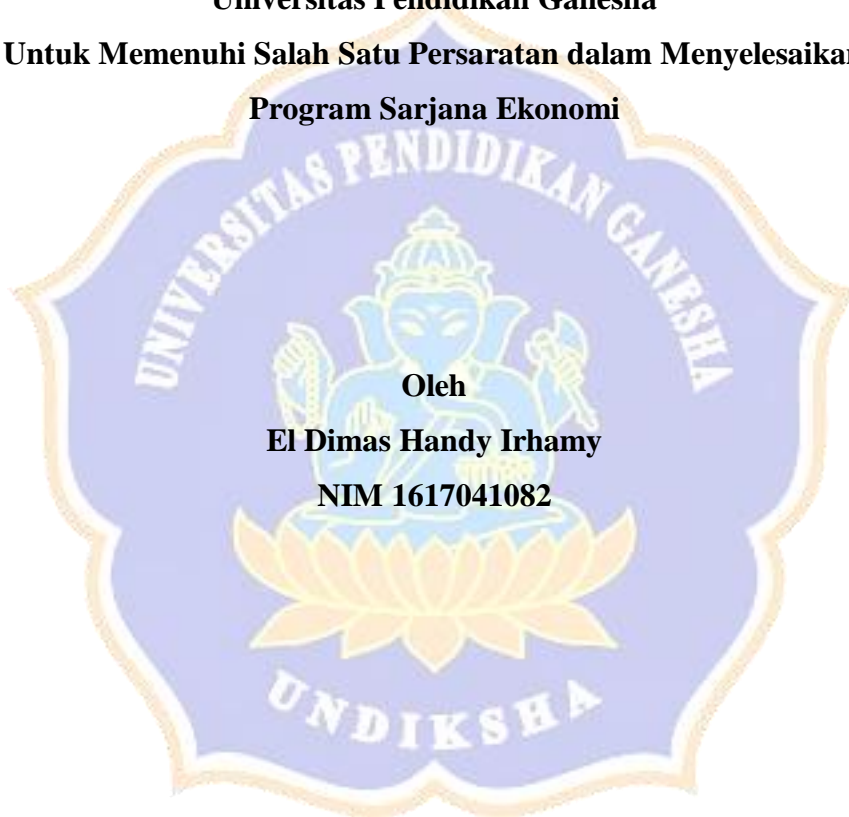 Universitas Pendidikan Ganesha
Untuk Memenuhi Salah Satu Persaratan dalam Menyelesaikan
Program Sarjana Ekonomi
UNIVERSITAS PENDIDIKAN GANESHA
Oleh
El Dimas Handy Irhamy
NIM 1617041082
UNDIKSHA